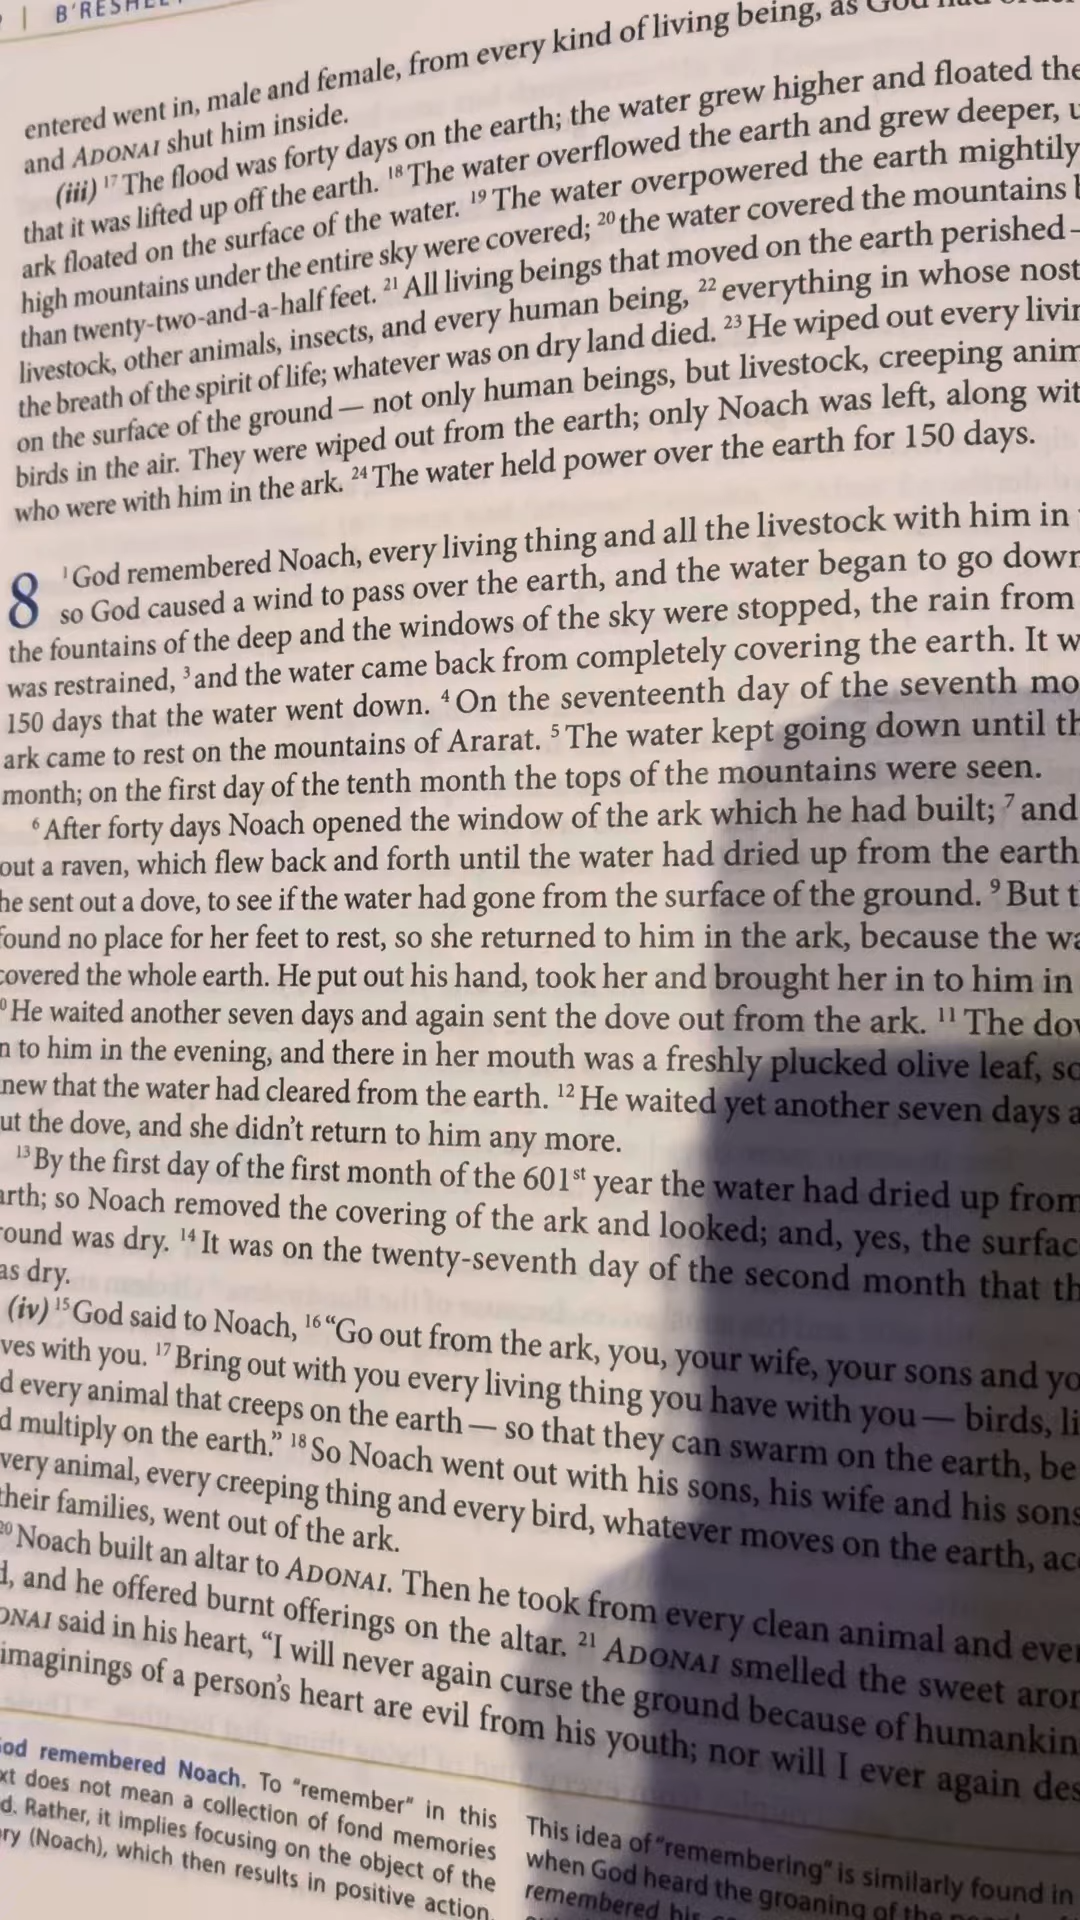 | B'RESHEET
entered went in, male and female, from every kind of living being, as God had
and ADONAI shut him inside.
(iii) 17 The flood was forty days on the earth; the water grew higher and floated the
that it was lifted up off the earth. 18 The water overflowed the earth and grew deeper,
ark floated on the surface of the water. 19 The water overpowered the earth mightily
high mountains under the entire sky were covered; 20 the water covered the mountains
than twenty-two-and-a-half feet. 21 All living beings that moved on the earth perished —
livestock, other animals, insects, and every human being, 22 everything in whose nost
the breath of the spirit of life; whatever was on dry land died. 23 He wiped out every livin
on the surface of the ground — not only human beings, but livestock, creeping anim
birds in the air. They were wiped out from the earth; only Noach was left, along wit
who were with him in the ark. 24 The water held power over the earth for 150 days.
8 1 God remembered Noach, every living thing and all the livestock with him in
so God caused a wind to pass over the earth, and the water began to go down
the fountains of the deep and the windows of the sky were stopped, the rain from
was restrained, 3 and the water came back from completely covering the earth. It w
150 days that the water went down. 4 On the seventeenth day of the seventh mo
ark came to rest on the mountains of Ararat. 5 The water kept going down until th
month; on the first day of the tenth month the tops of the mountains were seen.
6 After forty days Noach opened the window of the ark which he had built; 7 and
out a raven, which flew back and forth until the water had dried up from the earth
he sent out a dove, to see if the water had gone from the surface of the ground. 9 But t
found no place for her feet to rest, so she returned to him in the ark, because the wa
covered the whole earth. He put out his hand, took her and brought her in to him in
0 He waited another seven days and again sent the dove out from the ark. 11 The dov
n to him in the evening, and there in her mouth was a freshly plucked olive leaf, so
new that the water had cleared from the earth. 12 He waited yet another seven days a
ut the dove, and she didn't return to him any more.
13 By the first day of the first month of the 601st year the water had dried up from
arth; so Noach removed the covering of the ark and looked; and, yes, the surfac
round was dry. 14 It was on the twenty-seventh day of the second month that th
as dry.
(iv) 15 God said to Noach, 16 “Go out from the ark, you, your wife, your sons and yo
ves with you. 17 Bring out with you every living thing you have with you — birds, li
d every animal that creeps on the earth — so that they can swarm on the earth, be
d multiply on the earth.” 18 So Noach went out with his sons, his wife and his sons
very animal, every creeping thing and every bird, whatever moves on the earth, acc
their families, went out of the ark.
20 Noach built an altar to ADONAI. Then he took from every clean animal and ever
d, and he offered burnt offerings on the altar. 21 ADONAI smelled the sweet aror
ONAI said in his heart, “I will never again curse the ground because of humankin
imaginings of a person's heart are evil from his youth; nor will I ever again des
God remembered Noach. To “remember” in this
xt does not mean a collection of fond memories
d. Rather, it implies focusing on the object of the
ry (Noach), which then results in positive action.
This idea of “remembering” is similarly found in
when God heard the groaning of the
remembered his